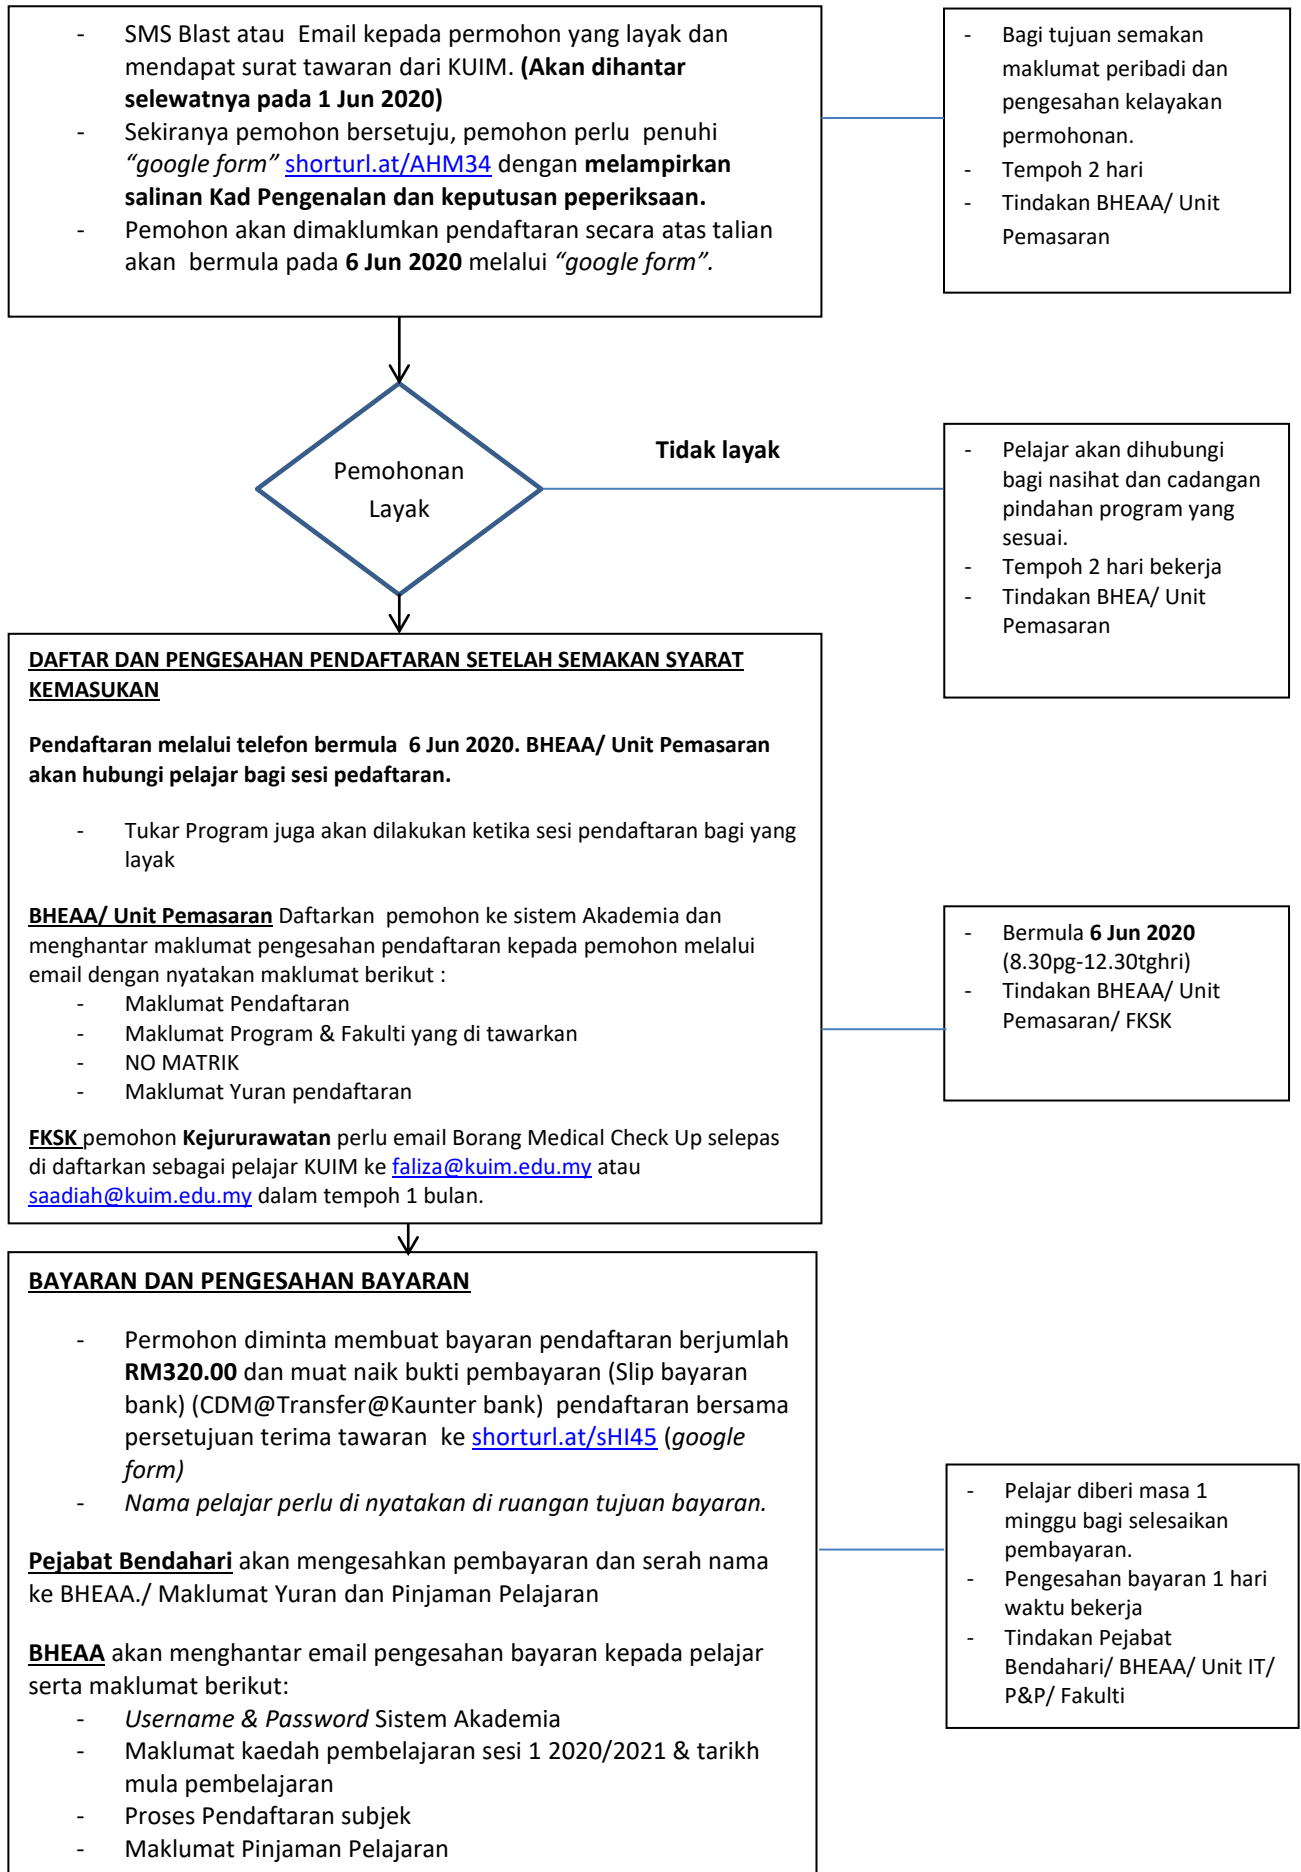 - SMS Blast atau Email kepada permohon yang layak dan
mendapat surat tawaran dari KUIM. (Akan dihantar
selewatnya pada 1 Jun 2020)
- Sekiranya pemohon bersetuju, pemohon perlu penuhi
“google form” shorturl.at/AHM34 dengan melampirkan
salinan Kad Pengenalan dan keputusan peperiksaan.
- Pemohon akan dimaklumkan pendaftaran secara atas talian
akan bermula pada 6 Jun 2020 melalui “google form”.
- Bagi tujuan semakan
maklumat peribadi dan
pengesahan kelayakan
permohonan.
- Tempoh 2 hari
- Tindakan BHEAA/ Unit
Pemasaran
Pemohonan
Layak
Tidak layak
- Pelajar akan dihubungi
bagi nasihat dan cadangan
pindahan program yang
sesuai.
- Tempoh 2 hari bekerja
- Tindakan BHEA/ Unit
Pemasaran
DAFTAR DAN PENGESAHAN PENDAFTARAN SETELAH SEMAKAN SYARAT
KEMASUKAN
Pendaftaran melalui telefon bermula 6 Jun 2020. BHEAA/ Unit Pemasaran
akan hubungi pelajar bagi sesi pedaftaran.
- Tukar Program juga akan dilakukan ketika sesi pendaftaran bagi yang
layak
BHEAA/ Unit Pemasaran Daftarkan pemohon ke sistem Akademia dan
menghantar maklumat pengesahan pendaftaran kepada pemohon melalui
email dengan nyatakan maklumat berikut :
- Maklumat Pendaftaran
- Maklumat Program & Fakulti yang di tawarkan
- NO MATRIK
- Maklumat Yuran pendaftaran
FKSK pemohon Kejururawatan perlu email Borang Medical Check Up selepas
di daftarkan sebagai pelajar KUIM ke faliza@kuim.edu.my atau
saadiah@kuim.edu.my dalam tempoh 1 bulan.
- Bermula 6 Jun 2020
(8.30pg-12.30tghri)
- Tindakan BHEAA/ Unit
Pemasaran/ FKSK
BAYARAN DAN PENGESAHAN BAYARAN
- Permohon diminta membuat bayaran pendaftaran berjumlah
RM320.00 dan muat naik bukti pembayaran (Slip bayaran
bank) (CDM@Transfer@Kaunter bank) pendaftaran bersama
persetujuan terima tawaran ke shorturl.at/sHI45 (google
form)
- Nama pelajar perlu di nyatakan di ruangan tujuan bayaran.
Pejabat Bendahari akan mengesahkan pembayaran dan serah nama
ke BHEAA./ Maklumat Yuran dan Pinjaman Pelajaran
BHEAA akan menghantar email pengesahan bayaran kepada pelajar
serta maklumat berikut:
- Username & Password Sistem Akademia
- Maklumat kaedah pembelajaran sesi 1 2020/2021 & tarikh
mula pembelajaran
- Proses Pendaftaran subjek
- Maklumat Pinjaman Pelajaran
- Pelajar diberi masa 1
minggu bagi selesaikan
pembayaran.
- Pengesahan bayaran 1 hari
waktu bekerja
- Tindakan Pejabat
Bendahari/ BHEAA/ Unit IT/
P&P/ Fakulti